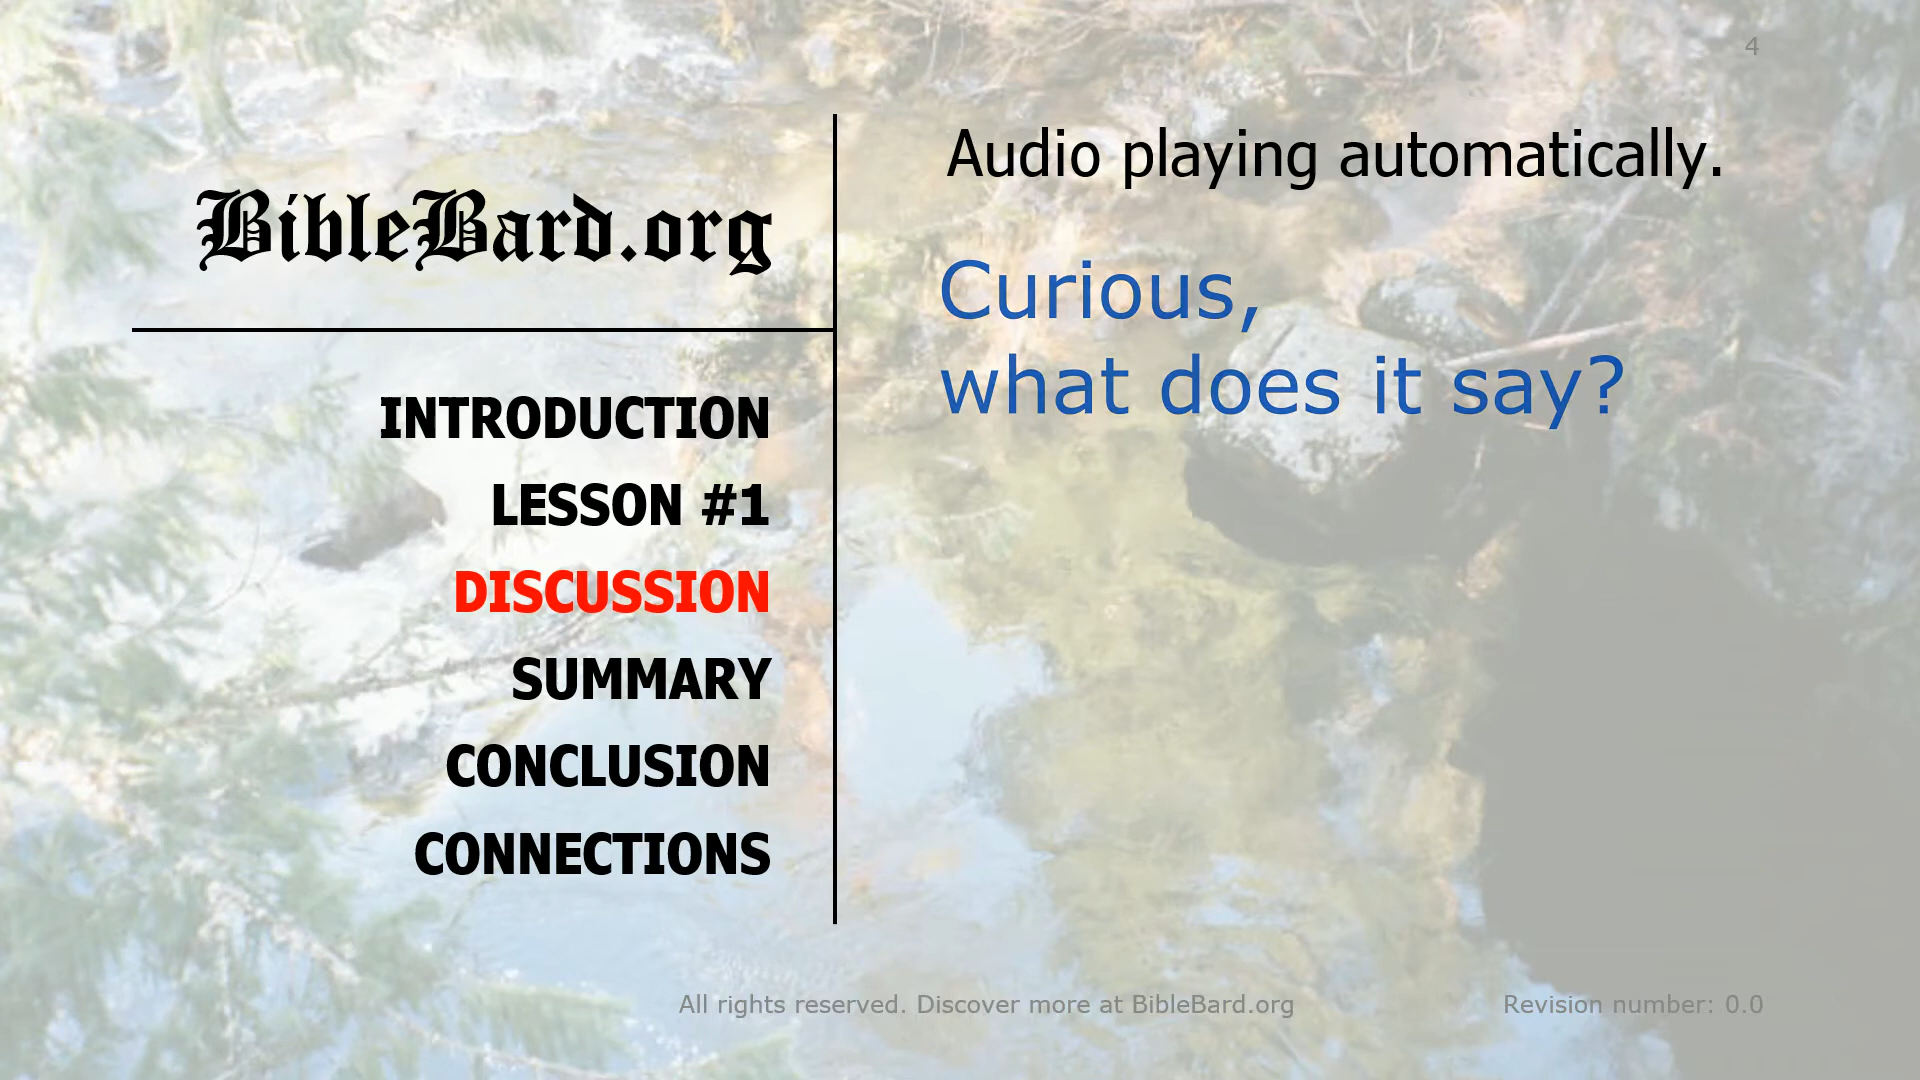 4
BibleBard.org
INTRODUCTION
LESSON #1
DISCUSSION
SUMMARY
CONCLUSION
CONNECTIONS
Audio playing automatically.
Curious,
what does it say?
All rights reserved. Discover more at BibleBard.org
Revision number: 0.0